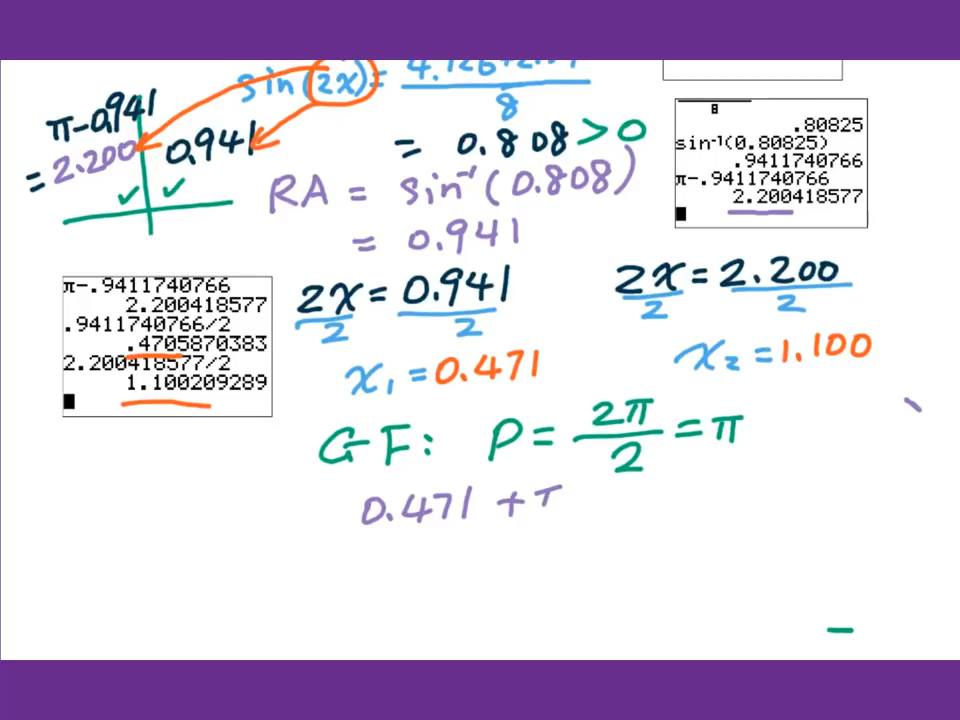 sin(2x) =
8
π-0.941
= 2.200
0.941
= 0.808 > 0
RA = sin⁻¹(0.808)
= 0.941
8
.80825
sin⁻¹(0.80825)
.9411740766
π-.9411740766
2.200418577
π-.9411740766
2.200418577
.9411740766/2
.4705870383
2.200418577/2
1.100209289
2x = 0.941
2 2
x₁ = 0.471
2x = 2.200
2 2
x₂ = 1.100
GF: P = 2π/2 = π
0.471 +